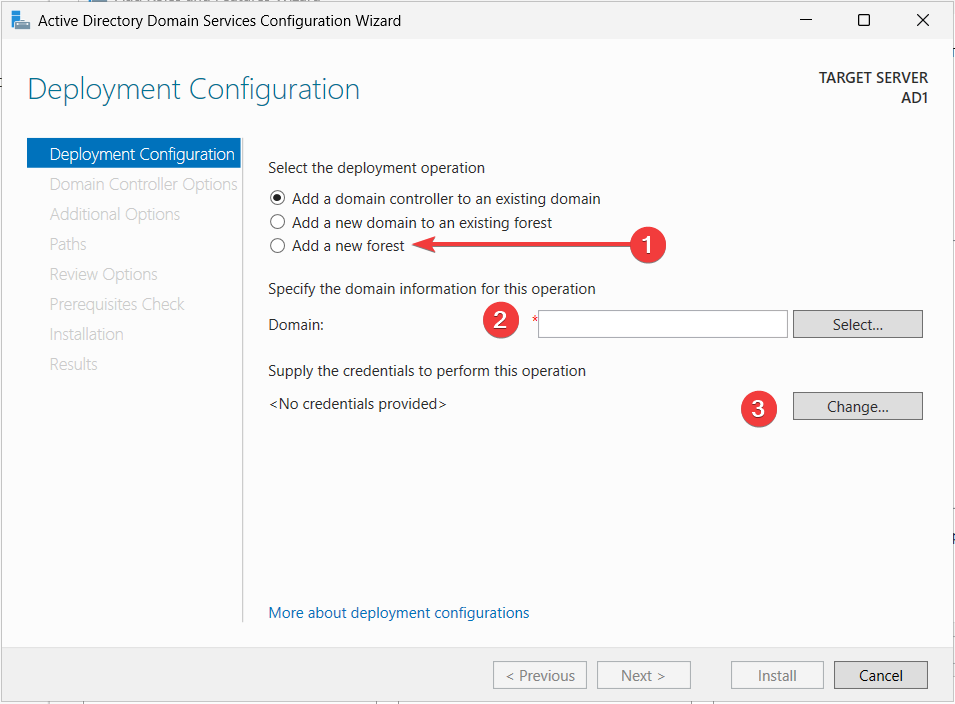 Active Directory Domain Services Configuration Wizard
Deployment Configuration
TARGET SERVER
AD1
Deployment Configuration
Domain Controller Options
Additional Options
Paths
Review Options
Prerequisites Check
Installation
Results
Select the deployment operation
Add a domain controller to an existing domain
Add a new domain to an existing forest
Add a new forest
1
Specify the domain information for this operation
Domain:
2
*
Select...
Supply the credentials to perform this operation
<No credentials provided>
3
Change...
More about deployment configurations
< Previous
Next >
Install
Cancel